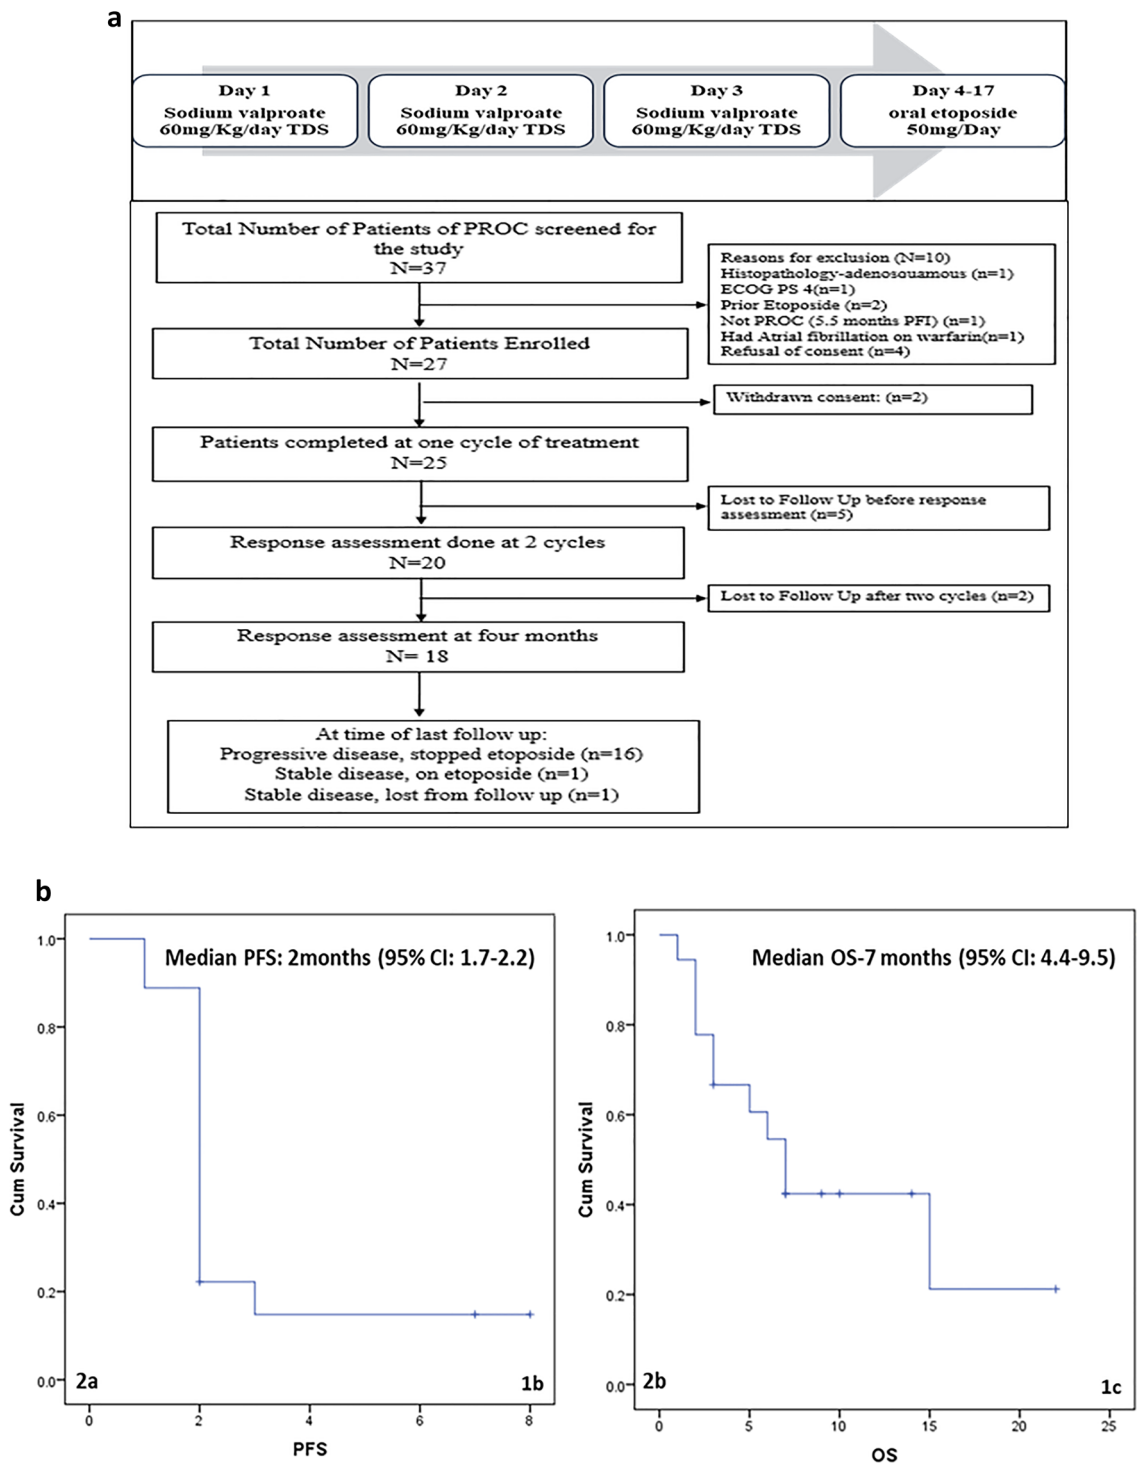 a
Day 1
Sodium valproate
60mg/Kg/day TDS
Day 2
Sodium valproate
60mg/Kg/day TDS
Day 3
Sodium valproate
60mg/Kg/day TDS
Day 4-17
oral etoposide
50mg/Day
Total Number of Patients of PROC screened for
the study
N=37
Reasons for exclusion (N=10)
Histopathology-adenosquamous (n=1)
ECOG PS 4(n=1)
Prior Etoposide (n=2)
Not PROC (5.5 months PFI) (n=1)
Had Atrial fibrillation on warfarin(n=1)
Refusal of consent (n=4)
Total Number of Patients Enrolled
N=27
Withdrawn consent: (n=2)
Patients completed at one cycle of treatment
N=25
Lost to Follow Up before response
assessment (n=5)
Response assessment done at 2 cycles
N=20
Lost to Follow Up after two cycles (n=2)
Response assessment at four months
N= 18
At time of last follow up:
Progressive disease, stopped etoposide (n=16)
Stable disease, on etoposide (n=1)
Stable disease, lost from follow up (n=1)
b
Median PFS: 2months (95% CI: 1.7-2.2)
1.0
0.8
0.6
0.4
0.2
0.0
Cum Survival
2a
1b
0 2 4 6 8
PFS
Median OS-7 months (95% CI: 4.4-9.5)
1.0
0.8
0.6
0.4
0.2
0.0
Cum Survival
2b
1c
0 5 10 15 20 25
OS